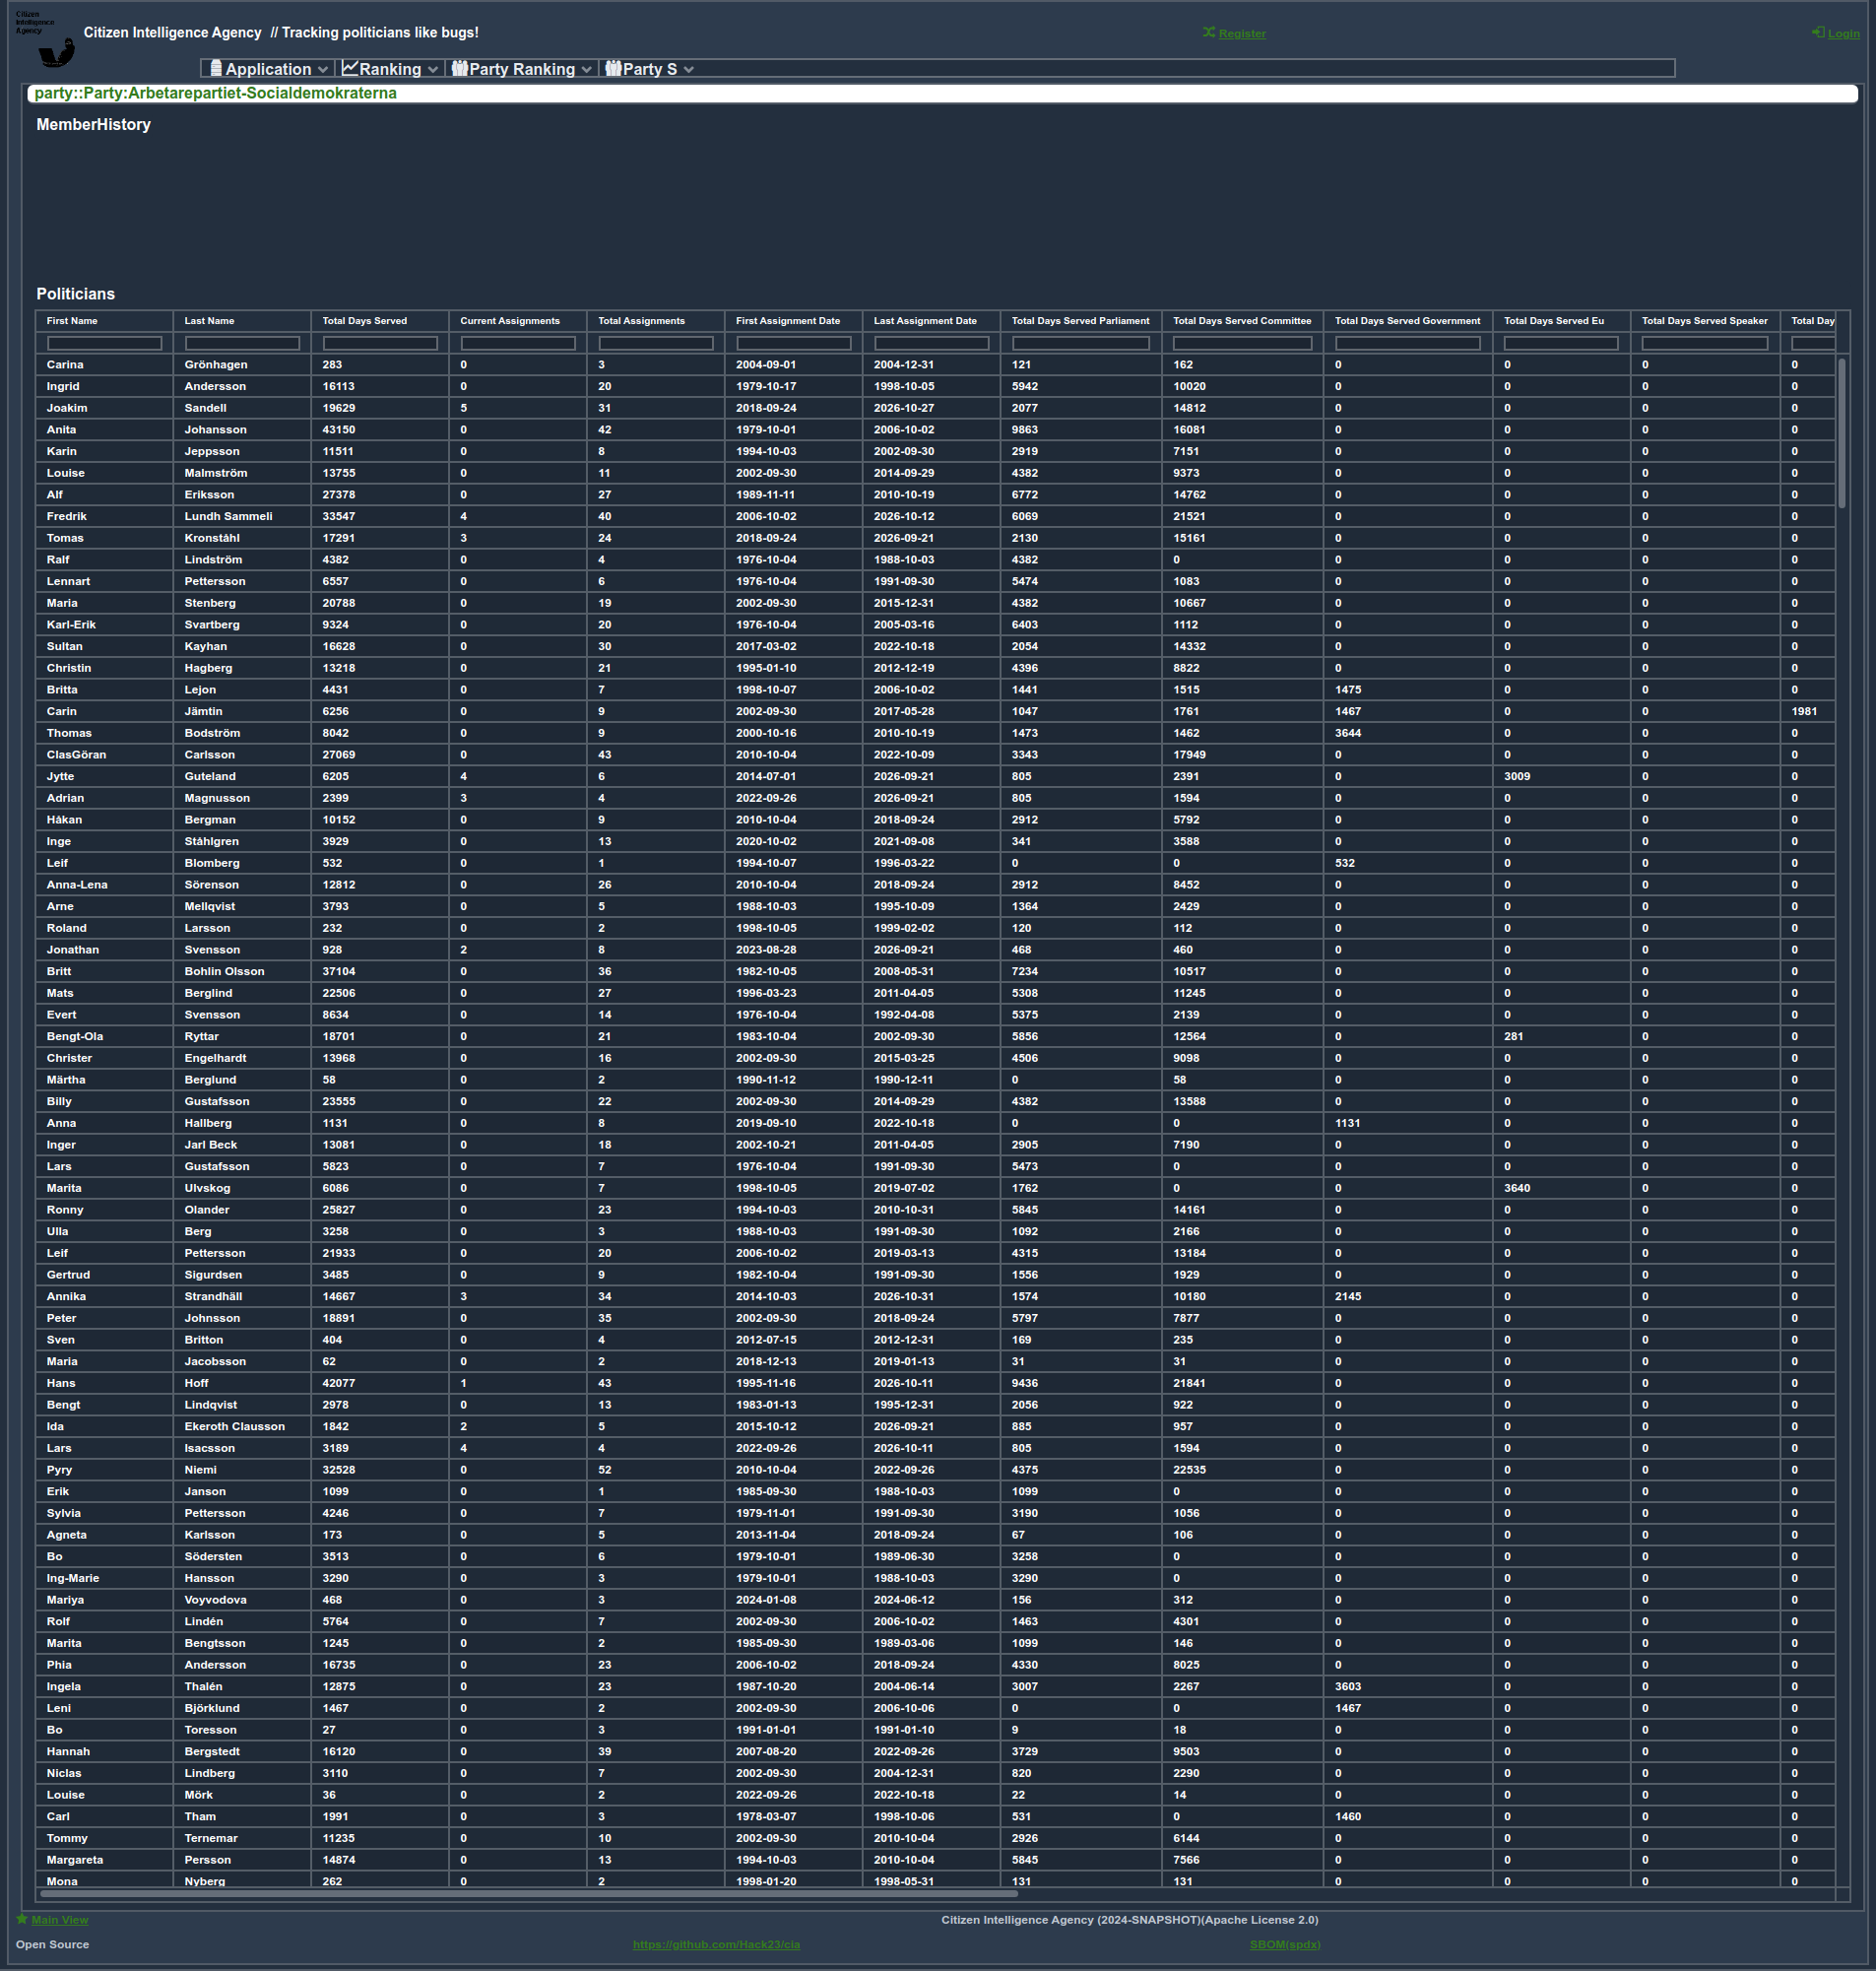 Citizen
Intelligence
Agency
Citizen Intelligence Agency // Tracking politicians like bugs!
Register
Login
Application Ranking Party Ranking Party S
party::Party:Arbetarepartiet-Socialdemokraterna
MemberHistory
Politicians
First Name Last Name Total Days Served Current Assignments Total Assignments First Assignment Date Last Assignment Date Total Days Served Parliament Total Days Served Committee Total Days Served Government Total Days Served Eu Total Days Served Speaker Total Day
Carina Grönhagen 283 0 3 2004-09-01 2004-12-31 121 162 0 0 0 0
Ingrid Andersson 16113 0 20 1979-10-17 1998-10-05 5942 10020 0 0 0 0
Joakim Sandell 19629 5 31 2018-09-24 2026-10-27 2077 14812 0 0 0 0
Anita Johansson 43150 0 42 1979-10-01 2006-10-02 9863 16081 0 0 0 0
Karin Jeppsson 11511 0 8 1994-10-03 2002-09-30 2919 7151 0 0 0 0
Louise Malmström 13755 0 11 2002-09-30 2014-09-29 4382 9373 0 0 0 0
Alf Eriksson 27378 0 27 1989-11-11 2010-10-19 6772 14762 0 0 0 0
Fredrik Lundh Sammeli 33547 4 40 2006-10-02 2026-10-12 6069 21521 0 0 0 0
Tomas Kronståhl 17291 3 24 2018-09-24 2026-09-21 2130 15161 0 0 0 0
Ralf Lindström 4382 0 4 1976-10-04 1988-10-03 4382 0 0 0 0 0
Lennart Pettersson 6557 0 6 1976-10-04 1991-09-30 5474 1083 0 0 0 0
Maria Stenberg 20788 0 19 2002-09-30 2015-12-31 4382 10667 0 0 0 0
Karl-Erik Svartberg 9324 0 20 1976-10-04 2005-03-16 6403 1112 0 0 0 0
Sultan Kayhan 16628 0 30 2017-03-02 2022-10-18 2054 14332 0 0 0 0
Christin Hagberg 13218 0 21 1995-01-10 2012-12-19 4396 8822 0 0 0 0
Britta Lejon 4431 0 7 1998-10-07 2006-10-02 1441 1515 1475 0 0 0
Carin Jämtin 6256 0 9 2002-09-30 2017-05-28 1047 1761 1467 0 0 1981
Thomas Bodström 8042 0 9 2000-10-16 2010-10-19 1473 1462 3644 0 0 0
ClasGöran Carlsson 27069 0 43 2010-10-04 2022-10-09 3343 17949 0 0 0 0
Jytte Guteland 6205 4 6 2014-07-01 2026-09-21 805 2391 0 3009 0 0
Adrian Magnusson 2399 3 4 2022-09-26 2026-09-21 805 1594 0 0 0 0
Håkan Bergman 10152 0 9 2010-10-04 2018-09-24 2912 5792 0 0 0 0
Inge Ståhlgren 3929 0 13 2020-10-02 2021-09-08 341 3588 0 0 0 0
Leif Blomberg 532 0 1 1994-10-07 1996-03-22 0 0 532 0 0 0
Anna-Lena Sörenson 12812 0 26 2010-10-04 2018-09-24 2912 8452 0 0 0 0
Arne Mellqvist 3793 0 5 1988-10-03 1995-10-09 1364 2429 0 0 0 0
Roland Larsson 232 0 2 1998-10-05 1999-02-02 120 112 0 0 0 0
Jonathan Svensson 928 2 8 2023-08-28 2026-09-21 468 460 0 0 0 0
Britt Bohlin Olsson 37104 0 36 1982-10-05 2008-05-31 7234 10517 0 0 0 0
Mats Berglind 22506 0 27 1996-03-23 2011-04-05 5308 11245 0 0 0 0
Evert Svensson 8634 0 14 1976-10-04 1992-04-08 5375 2139 0 0 0 0
Bengt-Ola Ryttar 18701 0 21 1983-10-04 2002-09-30 5856 12564 0 281 0 0
Christer Engelhardt 13968 0 16 2002-09-30 2015-03-25 4506 9098 0 0 0 0
Märtha Berglund 58 0 2 1990-11-12 1990-12-11 0 58 0 0 0 0
Billy Gustafsson 23555 0 22 2002-09-30 2014-09-29 4382 13588 0 0 0 0
Anna Hallberg 1131 0 8 2019-09-10 2022-10-18 0 0 1131 0 0 0
Inger Jarl Beck 13081 0 18 2002-10-21 2011-04-05 2905 7190 0 0 0 0
Lars Gustafsson 5823 0 7 1976-10-04 1991-09-30 5473 0 0 0 0 0
Marita Ulvskog 6086 0 7 1998-10-05 2019-07-02 1762 0 0 3640 0 0
Ronny Olander 25827 0 23 1994-10-03 2010-10-31 5845 14161 0 0 0 0
Ulla Berg 3258 0 3 1988-10-03 1991-09-30 1092 2166 0 0 0 0
Leif Pettersson 21933 0 20 2006-10-02 2019-03-13 4315 13184 0 0 0 0
Gertrud Sigurdsen 3485 0 9 1982-10-04 1991-09-30 1556 1929 0 0 0 0
Annika Strandhäll 14667 3 34 2014-10-03 2026-10-31 1574 10180 2145 0 0 0
Peter Johnsson 18891 0 35 2002-09-30 2018-09-24 5797 7877 0 0 0 0
Sven Britton 404 0 4 2012-07-15 2012-12-31 169 235 0 0 0 0
Maria Jacobsson 62 0 2 2018-12-13 2019-01-13 31 31 0 0 0 0
Hans Hoff 42077 1 43 1995-11-16 2026-10-11 9436 21841 0 0 0 0
Bengt Lindqvist 2978 0 13 1983-01-13 1995-12-31 2056 922 0 0 0 0
Ida Ekeroth Clausson 1842 2 5 2015-10-12 2026-09-21 885 957 0 0 0 0
Lars Isacsson 3189 4 4 2022-09-26 2026-10-11 805 1594 0 0 0 0
Pyry Niemi 32528 0 52 2010-10-04 2022-09-26 4375 22535 0 0 0 0
Erik Janson 1099 0 1 1985-09-30 1988-10-03 1099 0 0 0 0 0
Sylvia Pettersson 4246 0 7 1979-11-01 1991-09-30 3190 1056 0 0 0 0
Agneta Karlsson 173 0 5 2013-11-04 2018-09-24 67 106 0 0 0 0
Bo Södersten 3513 0 6 1979-10-01 1989-06-30 3258 0 0 0 0 0
Ing-Marie Hansson 3290 0 3 1979-10-01 1988-10-03 3290 0 0 0 0 0
Mariya Voyvodova 468 0 3 2024-01-08 2024-06-12 156 312 0 0 0 0
Rolf Lindén 5764 0 7 2002-09-30 2006-10-02 1463 4301 0 0 0 0
Marita Bengtsson 1245 0 2 1985-09-30 1989-03-06 1099 146 0 0 0 0
Phia Andersson 16735 0 23 2006-10-02 2018-09-24 4330 8025 0 0 0 0
Ingela Thalén 12875 0 23 1987-10-20 2004-06-14 3007 2267 3603 0 0 0
Leni Björklund 1467 0 2 2002-09-30 2006-10-06 0 0 1467 0 0 0
Bo Toresson 27 0 3 1991-01-01 1991-01-10 9 18 0 0 0 0
Hannah Bergstedt 16120 0 39 2007-08-20 2022-09-26 3729 9503 0 0 0 0
Niclas Lindberg 3110 0 7 2002-09-30 2004-12-31 820 2290 0 0 0 0
Louise Mörk 36 0 2 2022-09-26 2022-10-18 22 14 0 0 0 0
Carl Tham 1991 0 3 1978-03-07 1998-10-06 531 0 1460 0 0 0
Tommy Ternemar 11235 0 10 2002-09-30 2010-10-04 2926 6144 0 0 0 0
Margareta Persson 14874 0 13 1994-10-03 2010-10-04 5845 7566 0 0 0 0
Mona Nyberg 262 0 2 1998-01-20 1998-05-31 131 131 0 0 0 0
Main View
Citizen Intelligence Agency (2024-SNAPSHOT)(Apache License 2.0)
Open Source
https://github.com/Hack23/cia
SBOM(spdx)